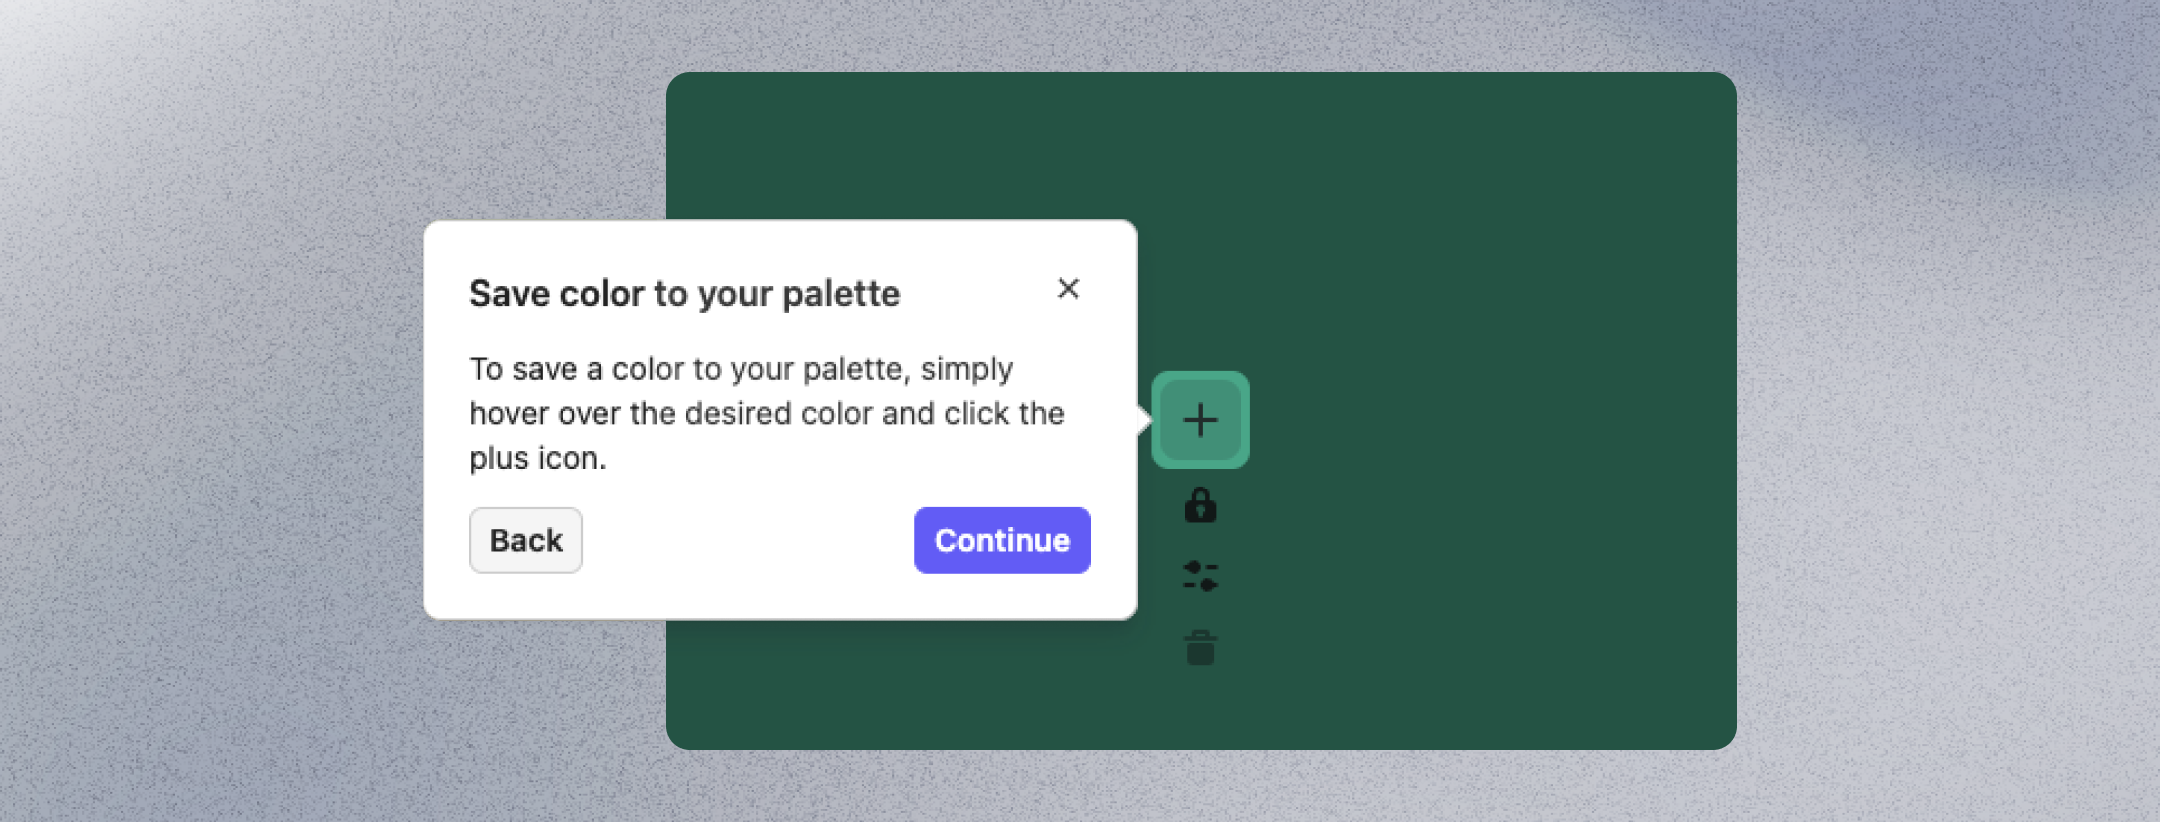 Save color to your palette
To save a color to your palette, simply
hover over the desired color and click the
plus icon.
Back
Continue